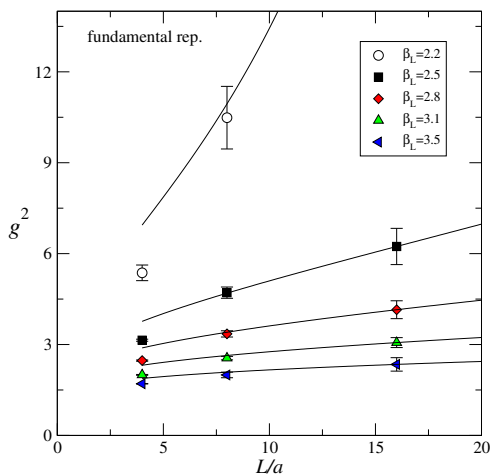 fundamental rep.
β_L=2.2
β_L=2.5
β_L=2.8
β_L=3.1
β_L=3.5
12
9
6
3
0
g²
0
5
10
15
20
L/a